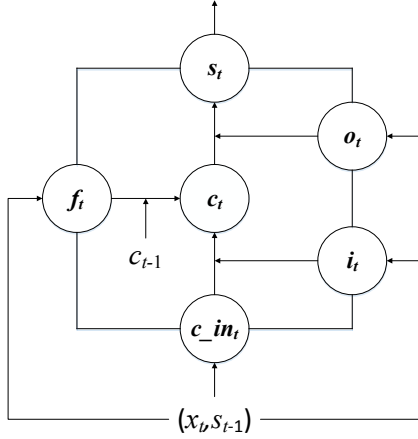 s_t
o_t
f_t
c_t
c_{t-1}
i_t
c_in_t
(x_t,s_{t-1})